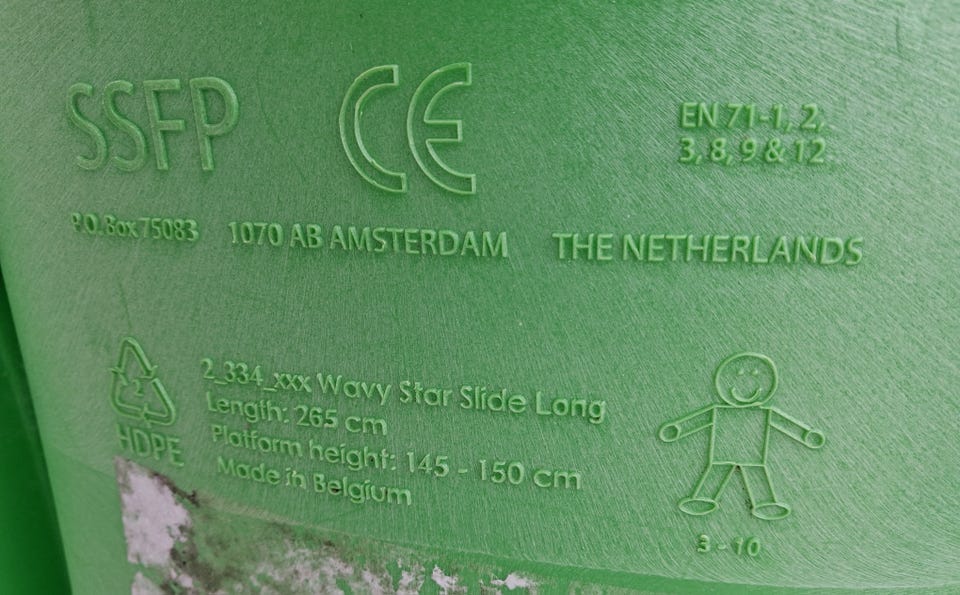 SSFP CE EN 71-1, 2,
3, 8, 9 & 12.
P.O. Box 75083 1070 AB AMSTERDAM THE NETHERLANDS
2
HDPE
2_334_xxx Wavy Star Slide Long
Length: 265 cm
Platform height: 145 - 150 cm
Made in Belgium
3 - 10